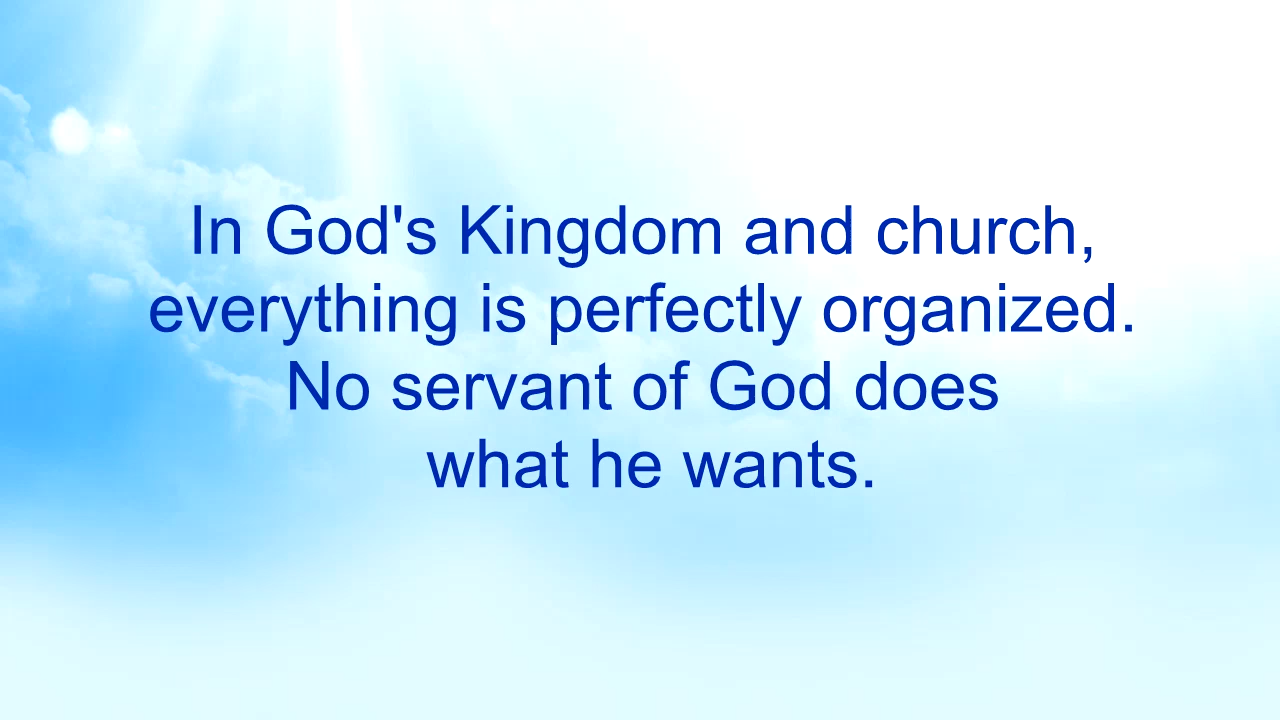 In God's Kingdom and church,
everything is perfectly organized.
No servant of God does
what he wants.